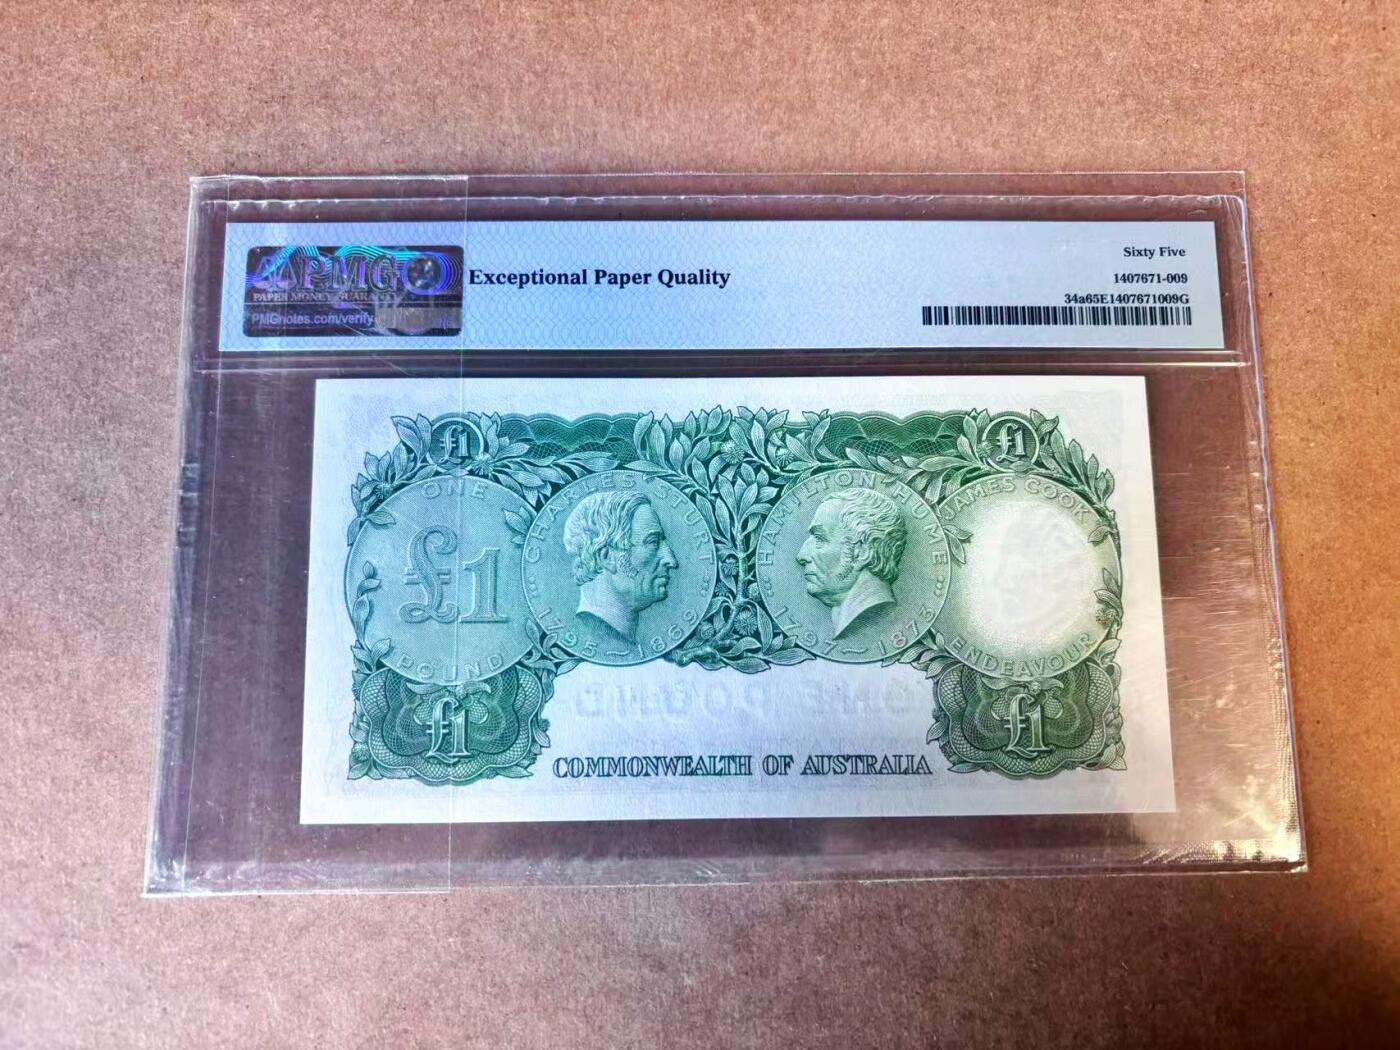 PMG
PAPER MONEY GUARANTY
PMGnotes.com/verify
Exceptional Paper Quality
Sixty Five
1407671-009
34a65E1407671009G
£1
£1
ONE
£1
POUND
CHARLES·STURT
1795~1869
HAMILTON·HUME
1797~1873
JAMES COOK
ENDEAVOUR
£1
£1
COMMONWEALTH OF AUSTRALIA